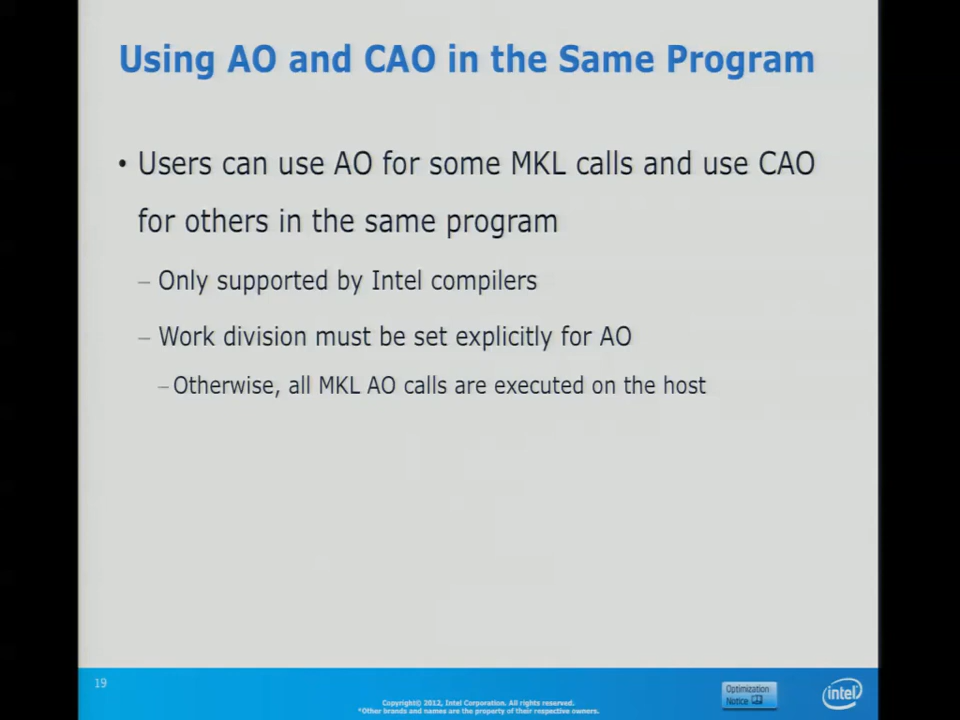 Using AO and CAO in the Same Program
• Users can use AO for some MKL calls and use CAO
for others in the same program
– Only supported by Intel compilers
– Work division must be set explicitly for AO
– Otherwise, all MKL AO calls are executed on the host
19
Copyright© 2012, Intel Corporation. All rights reserved.
*Other brands and names are the property of their respective owners.
Optimization
Notice
intel